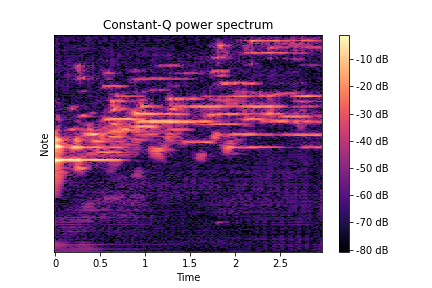 Constant-Q power spectrum
Note
-10 dB
-20 dB
-30 dB
-40 dB
-50 dB
-60 dB
-70 dB
-80 dB
0 0.5 1 1.5 2 2.5
Time